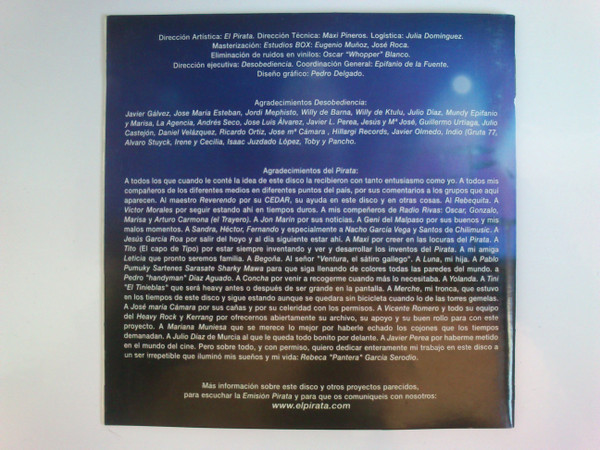 Dirección Artística: El Pirata. Dirección Técnica: Maxi Pineros. Logística: Julia Domínguez.
Masterización: Estudios BOX: Eugenio Muñoz, José Roca.
Eliminación de ruidos en vinilos: Oscar "Whopper" Blanco.
Dirección ejecutiva: Desobediencia. Coordinación General: Epifanio de la Fuente.
Diseño gráfico: Pedro Delgado.
Agradecimientos Desobediencia:
Javier Gálvez, Jose Maria Esteban, Jordi Mephisto, Willy de Barna, Willy de Ktulu, Julio Díaz, Mundy Epifanio
y Marisa, La Agencia, Andrés Seco, Jose Luis Álvarez, Javier L. Perea, Jesús y Mª José, Guillermo Urtiaga, Julio
Castejón, Daniel Velázquez, Ricardo Ortiz, Jose mª Cámara , Hillargi Records, Javier Olmedo, Indio (Gruta 77,
Alvaro Stuyck, Irene y Cecilia, Isaac Juzdado López, Toby y Pancho.
Agradecimientos del Pirata:
A todos los que cuando le conté la idea de este disco la recibieron con tanto entusiasmo como yo. A todos mis
compañeros de los diferentes medios en diferentes puntos del país, por sus comentarios a los grupos que aquí
aparecen. Al maestro Reverendo por su CEDAR, su ayuda en este disco y en otras cosas. Al Rebequita. A
Victor Morales por seguir estando ahí en tiempos duros. A mis compañeros de Radio Rivas: Oscar, Gonzalo,
Marisa y Arturo Carmona (el Trayero). A Jon Marin por sus noticias. A Geni del Malpaso por sus buenos y mis
malos momentos. A Sandra, Héctor, Fernando y especialmente a Nacho García Vega y Santos de Chilimusic. A
Jesús García Roa por salir del hoyo y al día siguiente estar ahí. A Maxi por creer en las locuras del Pirata. A
Tito (El capo de Tipo) por estar siempre inventando y ver y desarrollar los inventos del Pirata. A mi amiga
Leticia que pronto seremos familia. A Begoña. Al señor "Ventura, el sátiro gallego". A Luna, mi hija. A Pablo
Pumuky Sartenes Sarasate Sharky Mawa para que siga llenando de colores todas las paredes del mundo. a
Pedro "handyman" Díaz Aguado. A Concha por venir a recogerme cuando más lo necesitaba. A Yolanda. A Tini
"El Tinieblas" que será heavy antes o después de ser grande en la pantalla. A Merche, mi tronca, que estuvo
en los tiempos de este disco y sigue estando aunque se quedara sin bicicleta cuando lo de las torres gemelas.
A José maría Cámara por sus cañas y por su celeridad con los permisos. A Vicente Romero y todo su equipo
del Heavy Rock y Kerrang por ofrecernos abiertamente su archivo, su apoyo y su buen rollo para con este
proyecto. A Mariana Muniesa que se merece lo mejor por haberle echado los cojones que los tiempos
demanadan. A Julio Díaz de Murcia al que le queda todo bonito por delante. A Javier Perea por haberme metido
en el mundo del cine. Pero sobre todo, y con permiso, quiero dedicar enteramente mi trabajo en este disco a
un ser irrepetible que iluminó mis sueños y mi vida: Rebeca "Pantera" García Serodio.
Más información sobre este disco y otros proyectos parecidos,
para escuchar la Emisión Pirata y para que os comuniqueis con nosotros:
www.elpirata.com